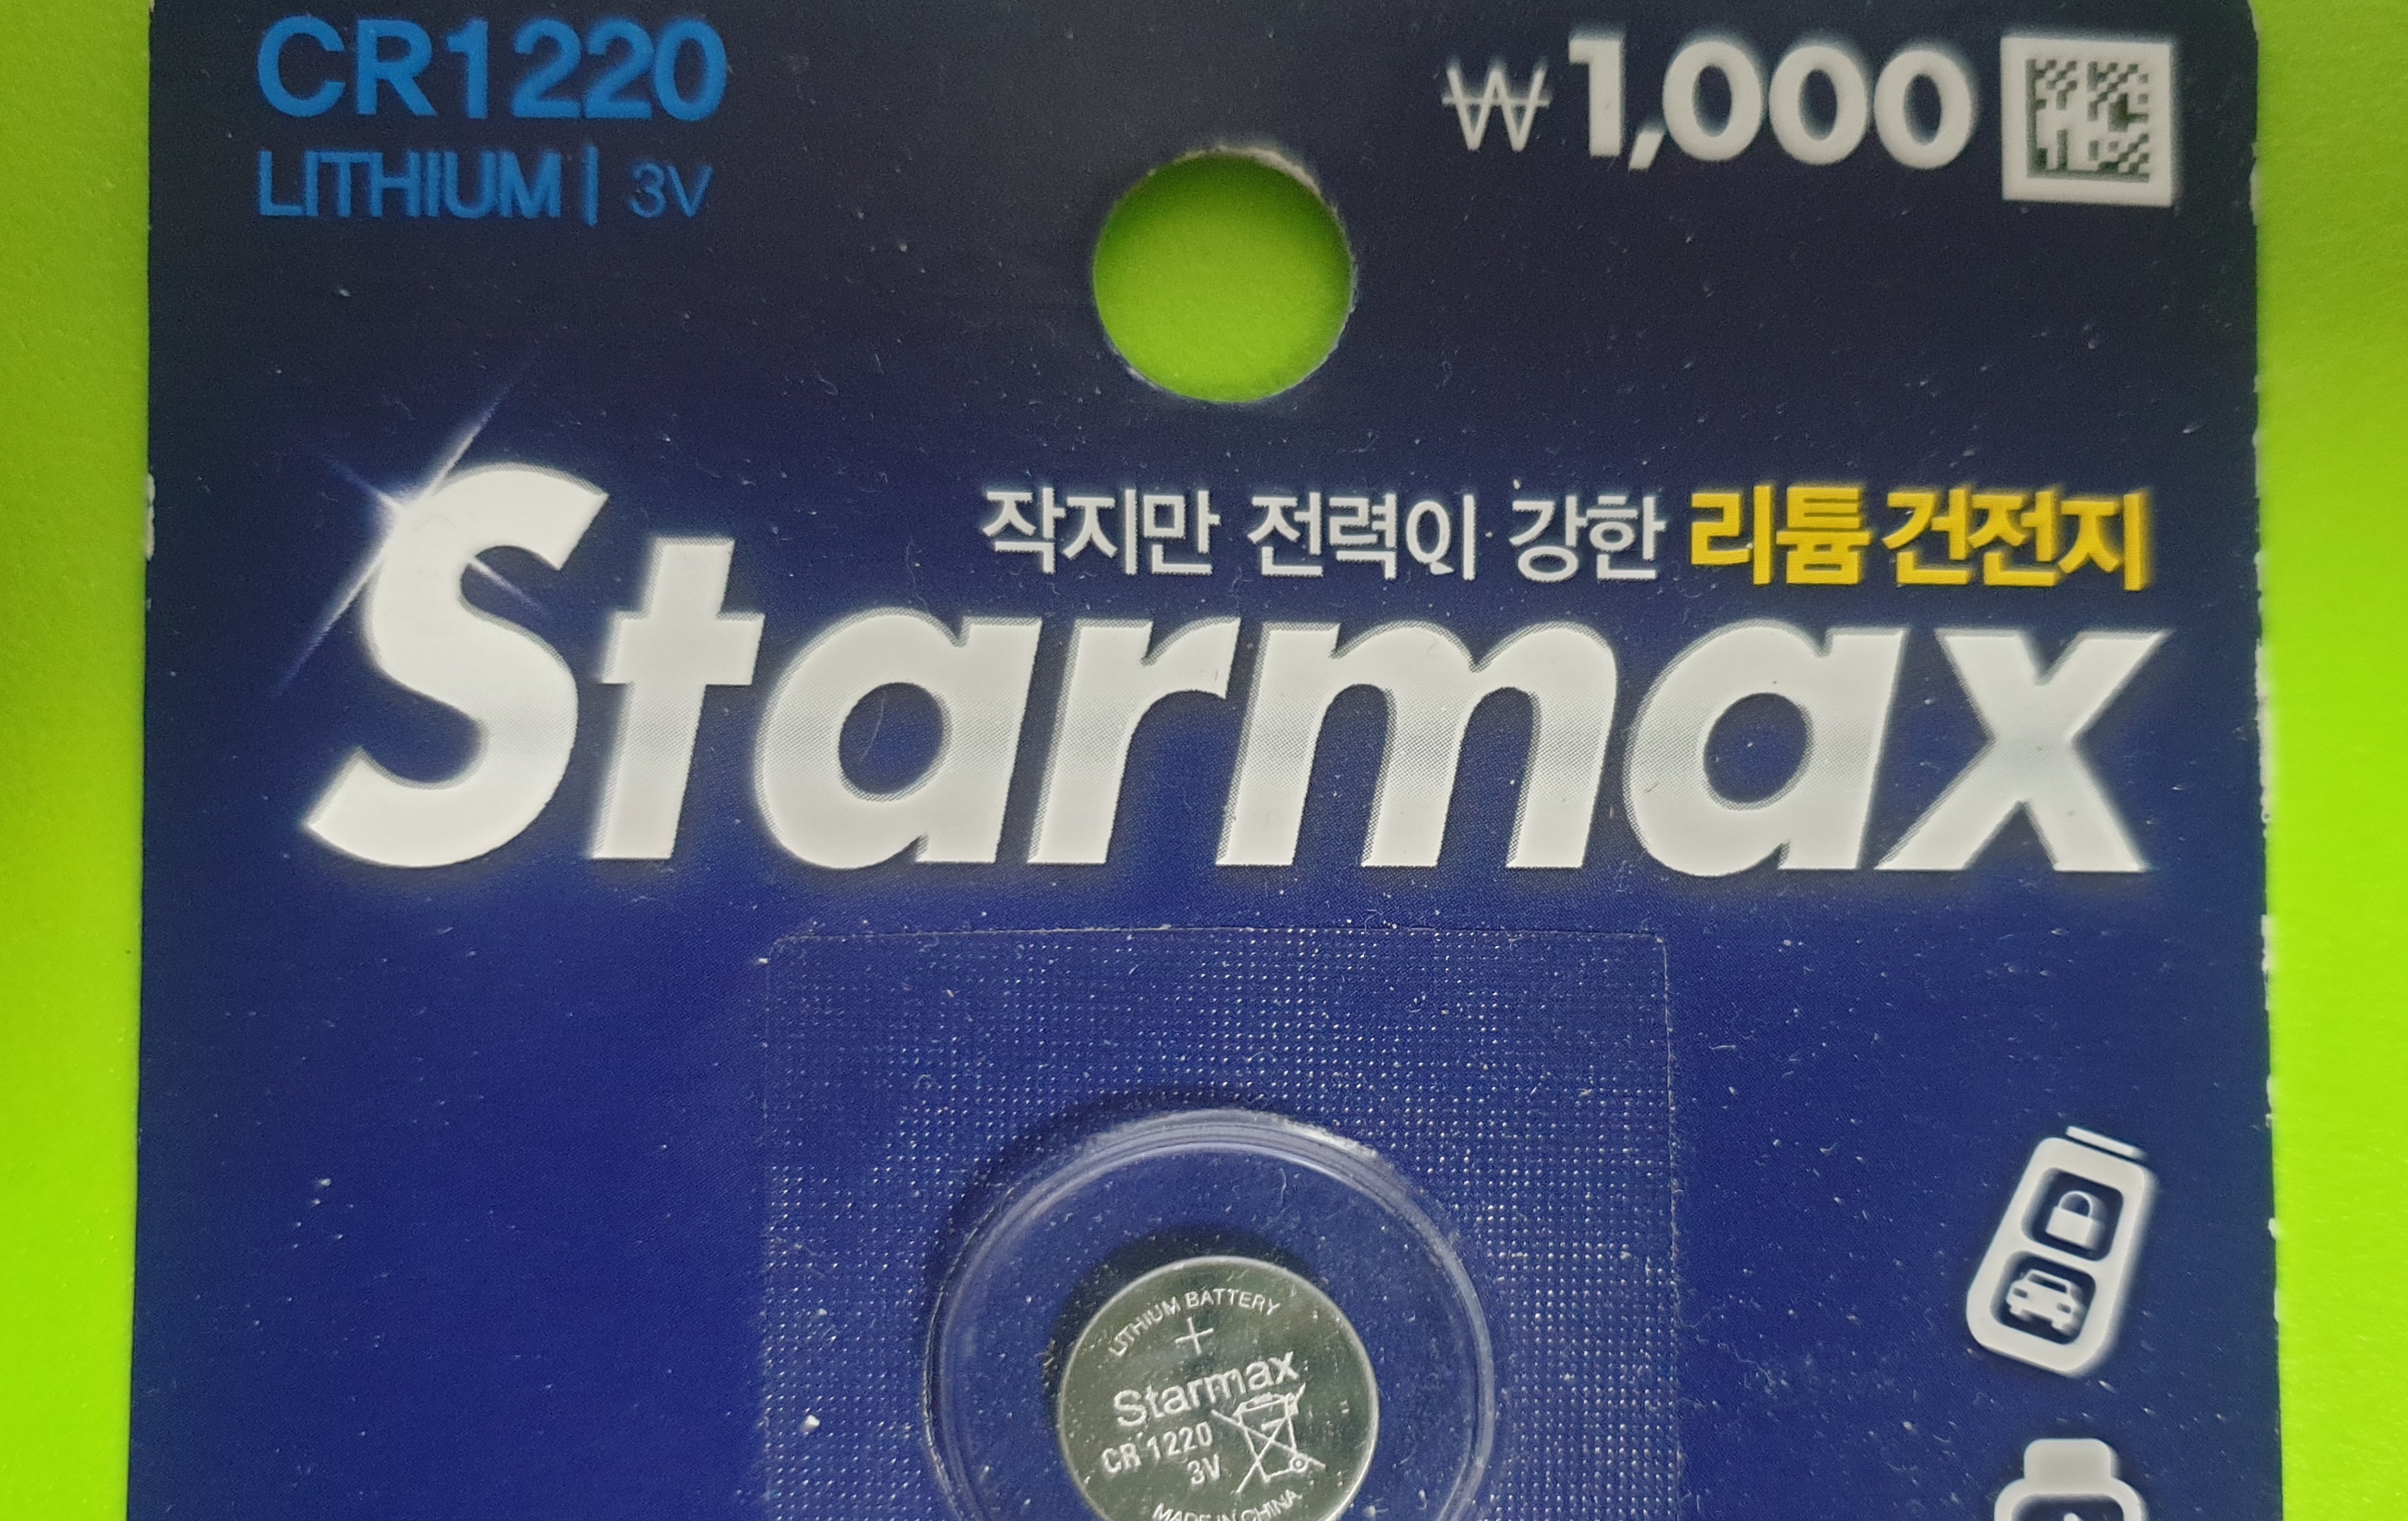 CR1220
LITHIUM | 3V
₩1,000
작지만 전력이 강한 리튬 건전지
Starmax
LITHIUM BATTERY
+
Starmax
CR 1220
3V
MADE IN CHINA